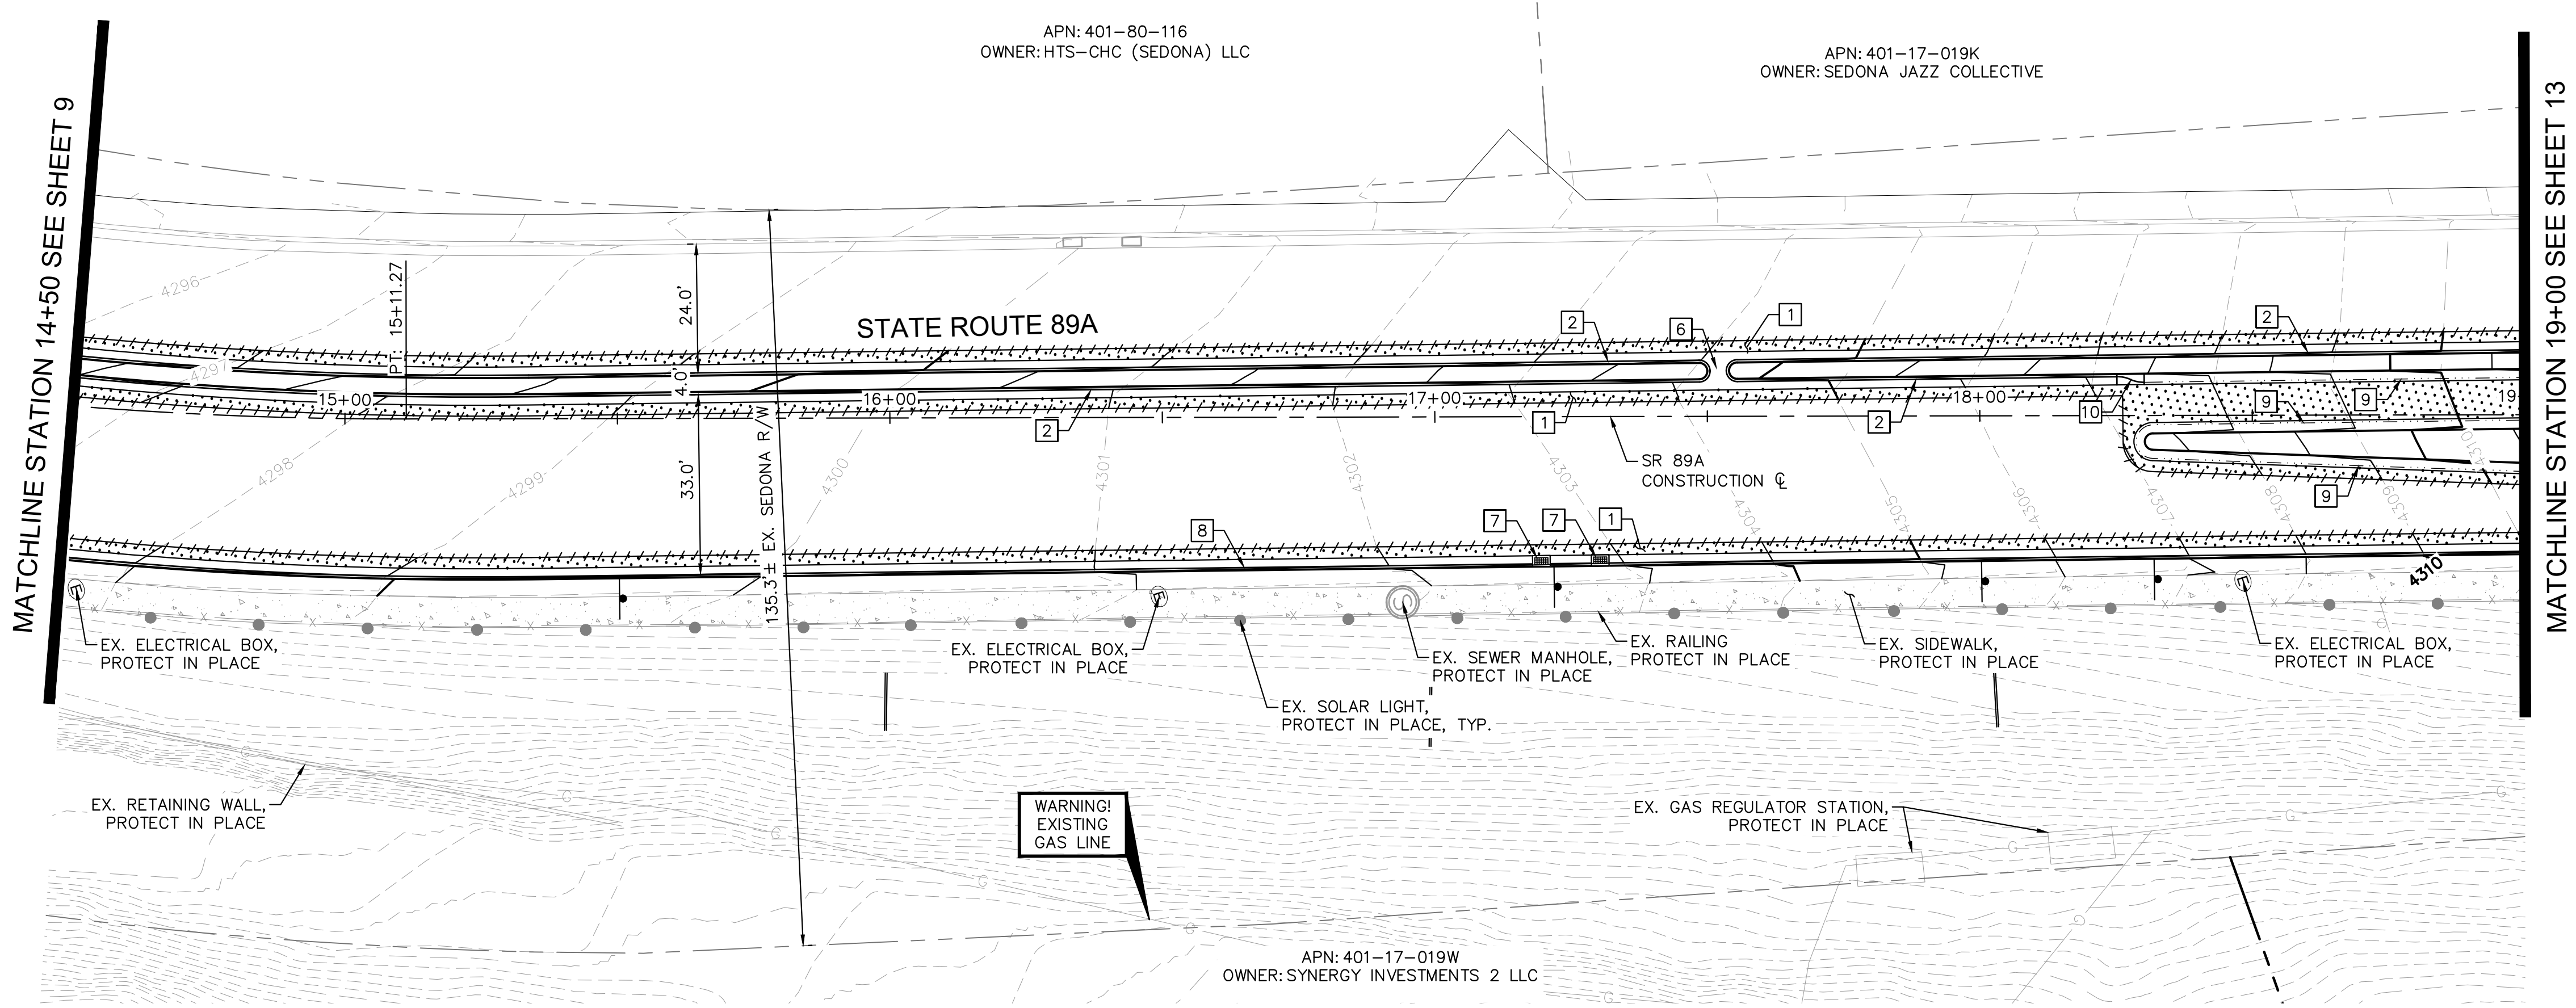 APN: 401-80-116
OWNER: HTS-CHC (SEDONA) LLC
APN: 401-17-019K
OWNER: SEDONA JAZZ COLLECTIVE
MATCHLINE STATION 14+50 SEE SHEET 9
MATCHLINE STATION 19+00 SEE SHEET 13
4296
PT 15+11.27
24.0'
STATE ROUTE 89A
2
6
1
2
4297
4.0'
15+00
16+00
17+00
18+00
19
2
1
2
10
9
9
9
135.3'± EX. SEDONA R/W
33.0'
SR 89A
CONSTRUCTION ℄
4298
4299
4300
4301
4302
4303
4304
4305
4306
4307
4308
4309
4310
8
7
7
1
4310
EX. ELECTRICAL BOX,
PROTECT IN PLACE
EX. ELECTRICAL BOX,
PROTECT IN PLACE
EX. SOLAR LIGHT,
PROTECT IN PLACE, TYP.
S
EX. SEWER MANHOLE,
PROTECT IN PLACE
EX. RAILING
PROTECT IN PLACE
EX. SIDEWALK,
PROTECT IN PLACE
EX. ELECTRICAL BOX,
PROTECT IN PLACE
EX. RETAINING WALL,
PROTECT IN PLACE
WARNING!
EXISTING
GAS LINE
EX. GAS REGULATOR STATION,
PROTECT IN PLACE
G
G
G
G
G
G
G
G
G
G
APN: 401-17-019W
OWNER: SYNERGY INVESTMENTS 2 LLC